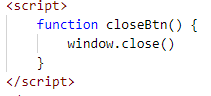 <script>
function closeBtn() {
window.close()
}
</script>